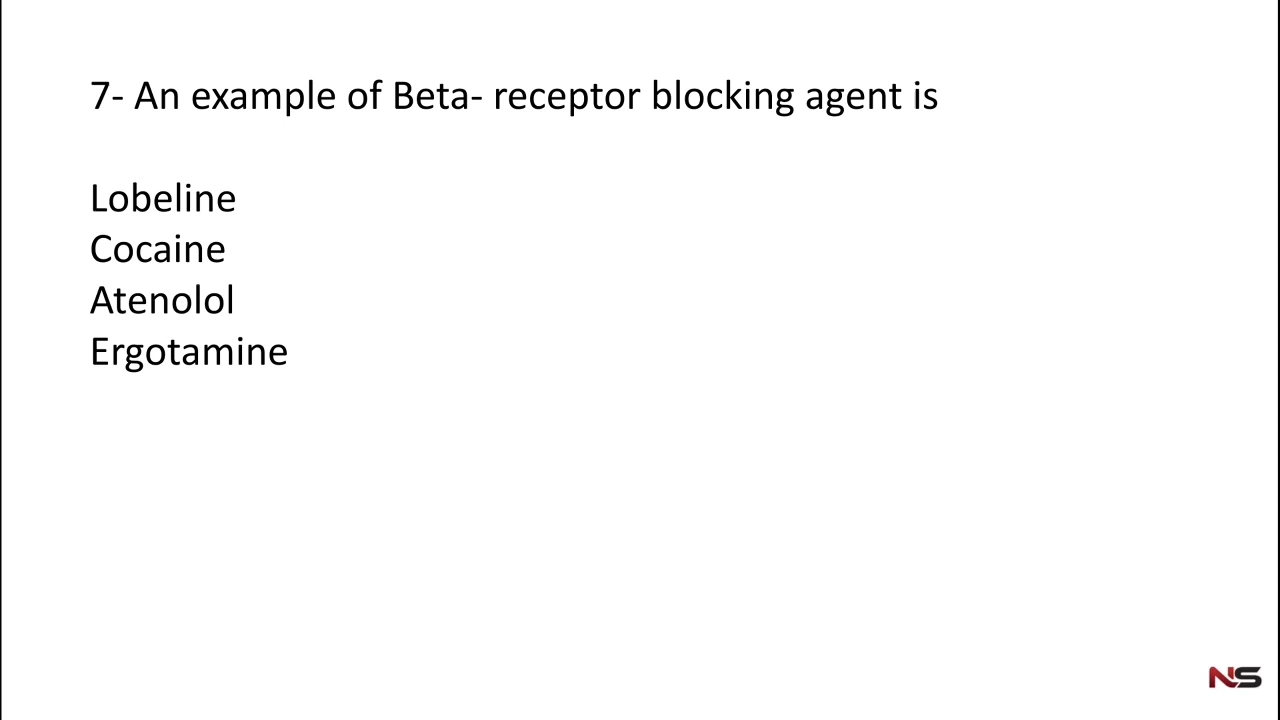 7- An example of Beta- receptor blocking agent is
Lobeline
Cocaine
Atenolol
Ergotamine
NS